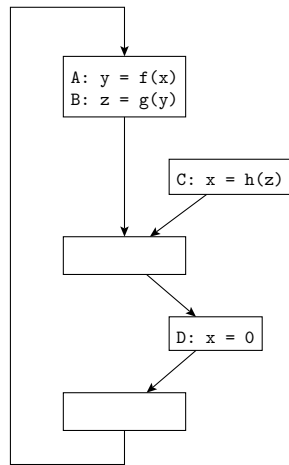 A: y = f(x)
B: z = g(y)
C: x = h(z)
D: x = 0